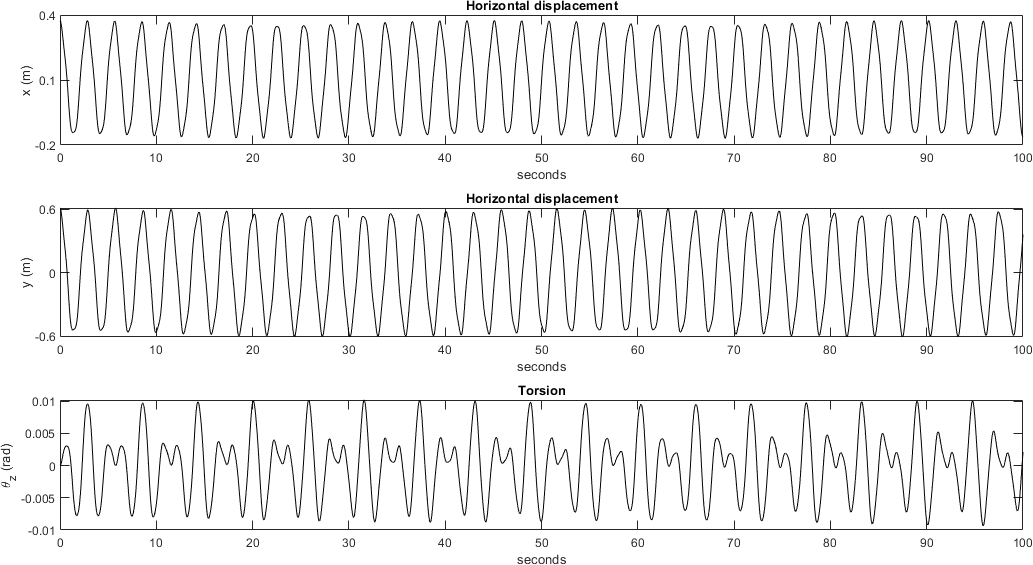 Horizontal displacement
0.4
0.1
-0.2
x (m)
0 10 20 30 40 50 60 70 80 90 100
seconds
Horizontal displacement
0.6
0
-0.6
y (m)
0 10 20 30 40 50 60 70 80 90 100
seconds
Torsion
0.01
0.005
0
-0.005
-0.01
θz (rad)
0 10 20 30 40 50 60 70 80 90 100
seconds